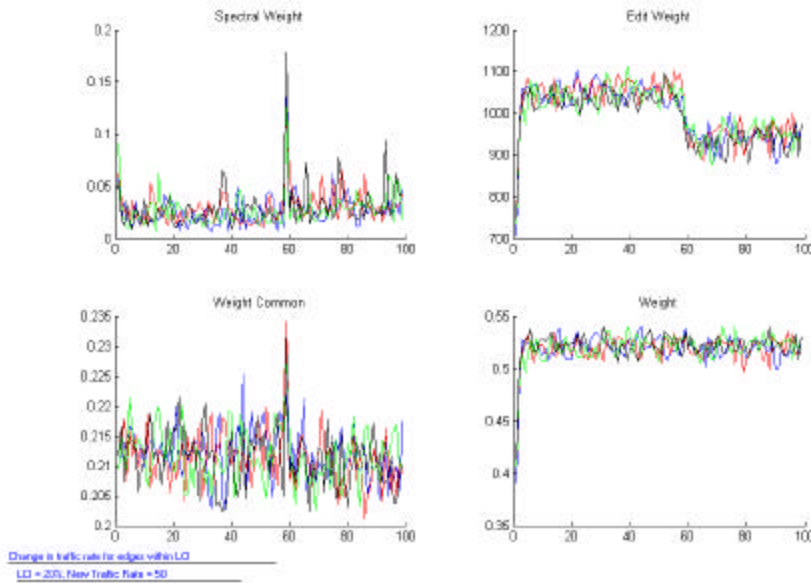 Spectral Weight
0.2
0.15
0.1
0.05
0
0 20 40 60 80 100
Edit Weight
1200
1100
1000
900
800
700
0 20 40 60 80 100
Weight Common
0.235
0.23
0.225
0.22
0.215
0.21
0.205
0.2
0 20 40 60 80 100
Weight
0.55
0.5
0.45
0.4
0.35
0 20 40 60 80 100
Change is traffic rate for edges within LO
LO = 20%, New Traffic Rate = 50